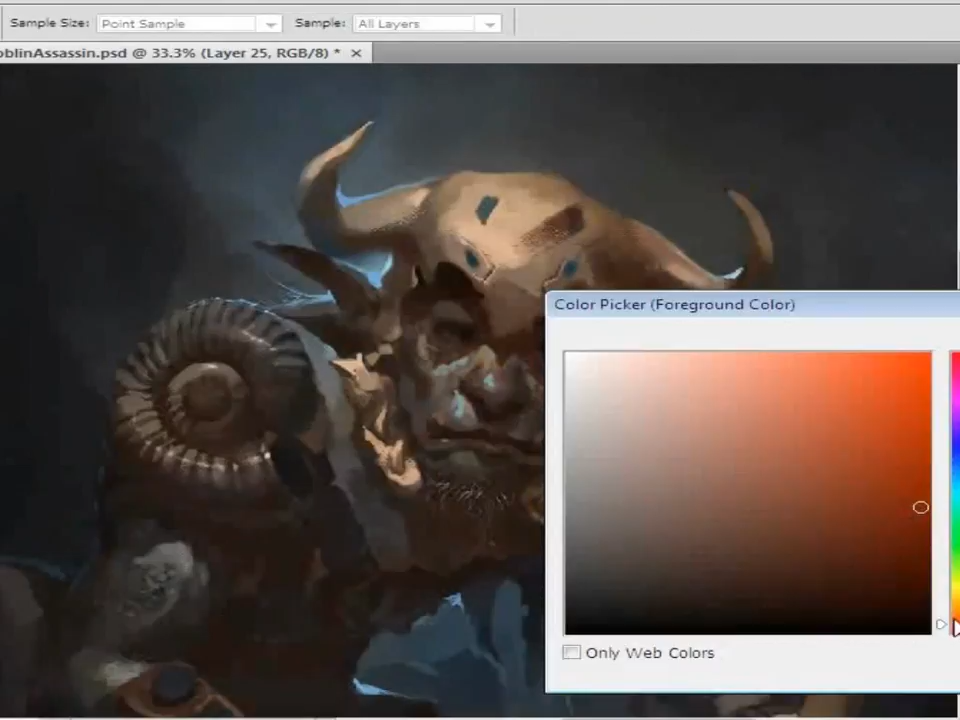 Sample Size: Point Sample Sample: All Layers
oblinAssassin.psd @ 33.3% (Layer 25, RGB/8) * ×
Color Picker (Foreground Color)
Only Web Colors